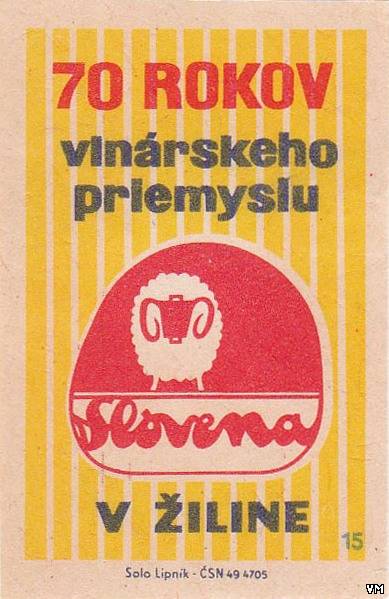 70 ROKOV
vlnárskeho
priemyslu
Slovena
V ŽILINE
15
Solo Lipník - ČSN 49 4705
VM